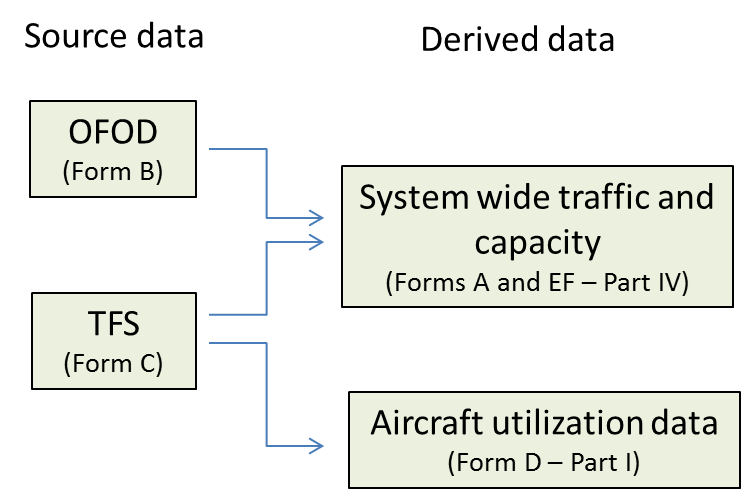 Source data
Derived data
OFOD
(Form B)
System wide traffic and
capacity
(Forms A and EF – Part IV)
TFS
(Form C)
Aircraft utilization data
(Form D – Part I)